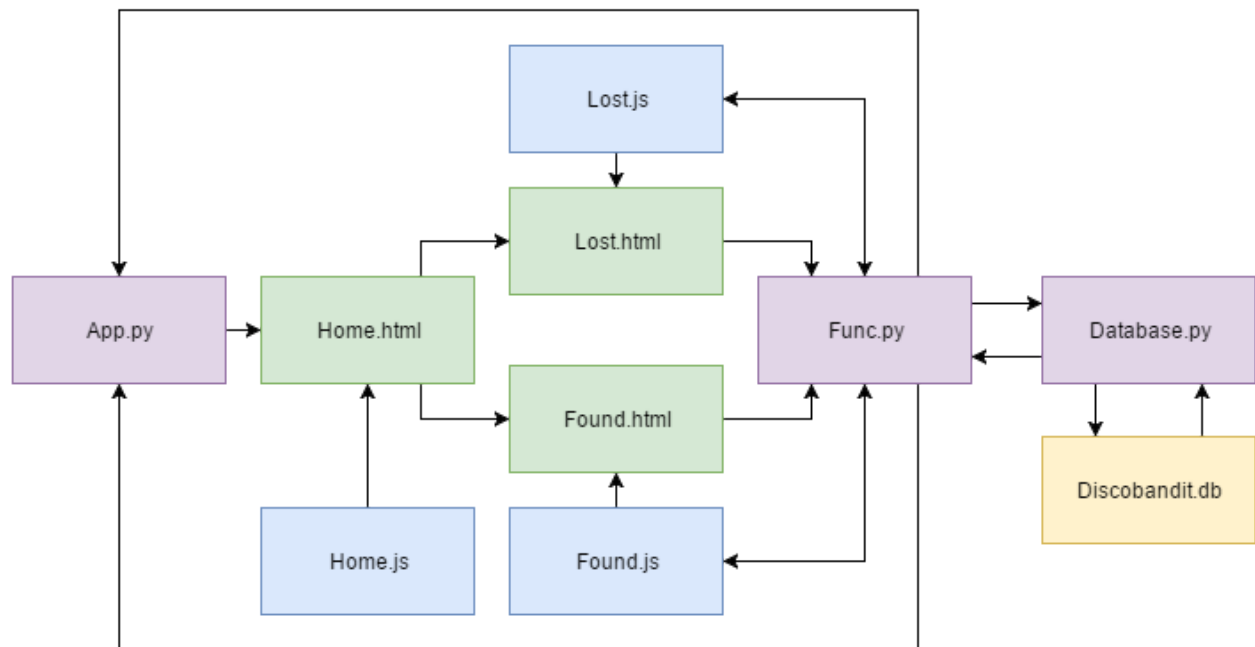 Lost.js
Lost.html
App.py
Home.html
Func.py
Database.py
Found.html
Discobandit.db
Home.js
Found.js